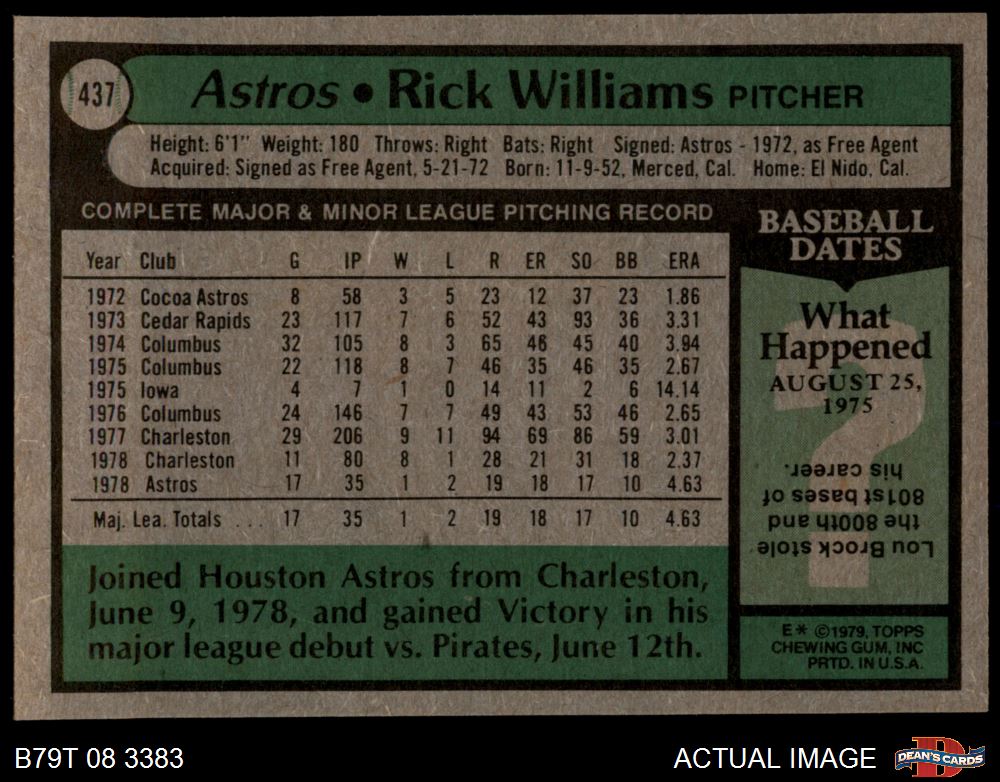 437
Astros • Rick Williams PITCHER
Height: 6'1" Weight: 180 Throws: Right Bats: Right Signed: Astros - 1972, as Free Agent
Acquired: Signed as Free Agent, 5-21-72 Born: 11-9-52, Merced, Cal. Home: El Nido, Cal.
COMPLETE MAJOR & MINOR LEAGUE PITCHING RECORD
Year Club G IP W L R ER SO BB ERA
1972 Cocoa Astros 8 58 3 5 23 12 37 23 1.86
1973 Cedar Rapids 23 117 7 6 52 43 93 36 3.31
1974 Columbus 32 105 8 3 65 46 45 40 3.94
1975 Columbus 22 118 8 7 46 35 46 35 2.67
1975 Iowa 4 7 1 0 14 11 2 6 14.14
1976 Columbus 24 146 7 7 49 43 53 46 2.65
1977 Charleston 29 206 9 11 94 69 86 59 3.01
1978 Charleston 11 80 8 1 28 21 31 18 2.37
1978 Astros 17 35 1 2 19 18 17 10 4.63
Maj. Lea. Totals . . . 17 35 1 2 19 18 17 10 4.63
Joined Houston Astros from Charleston,
June 9, 1978, and gained Victory in his
major league debut vs. Pirates, June 12th.
BASEBALL
DATES
What
Happened
AUGUST 25,
1975
?
Lou Brock stole
the 800th and
801st bases of
his career.
E* ©1979, TOPPS
CHEWING GUM, INC
PRTD. IN U.S.A.
B79T 08 3383
ACTUAL IMAGE
D
DEAN'S CARDS